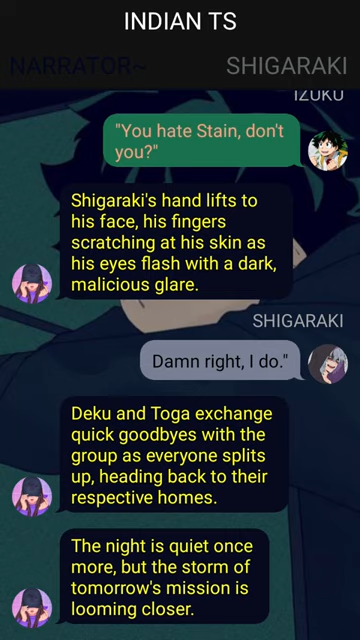 INDIAN TS
NARRATOR~
SHIGARAKI
IZUKU
"You hate Stain, don't
you?"
Shigaraki's hand lifts to
his face, his fingers
scratching at his skin as
his eyes flash with a dark,
malicious glare.
SHIGARAKI
Damn right, I do."
Deku and Toga exchange
quick goodbyes with the
group as everyone splits
up, heading back to their
respective homes.
The night is quiet once
more, but the storm of
tomorrow's mission is
looming closer.